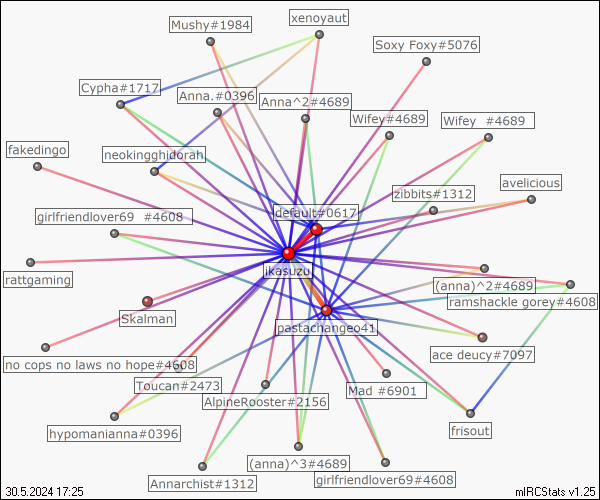 Mushy#1984
xenoyaut
Soxy Foxy#5076
Cypha#1717
Anna.#0396
Anna^2#4689
Wifey#4689
Wifey  #4689
fakedingo
neokingghidorah
zibbits#1312
avelicious
girlfriendlover69  #4608
default#0617
rattgaming
ikasuzu
(anna)^2#4689
ramshackle gorey#4608
Skalman
pastachangeo41
no cops no laws no hope#4608
ace deucy#7097
Toucan#2473
Mad #6901
AlpineRooster#2156
hypomanianna#0396
frisout
(anna)^3#4689
Annarchist#1312
girlfriendlover69#4608
30.5.2024 17:25
mIRCStats v1.25